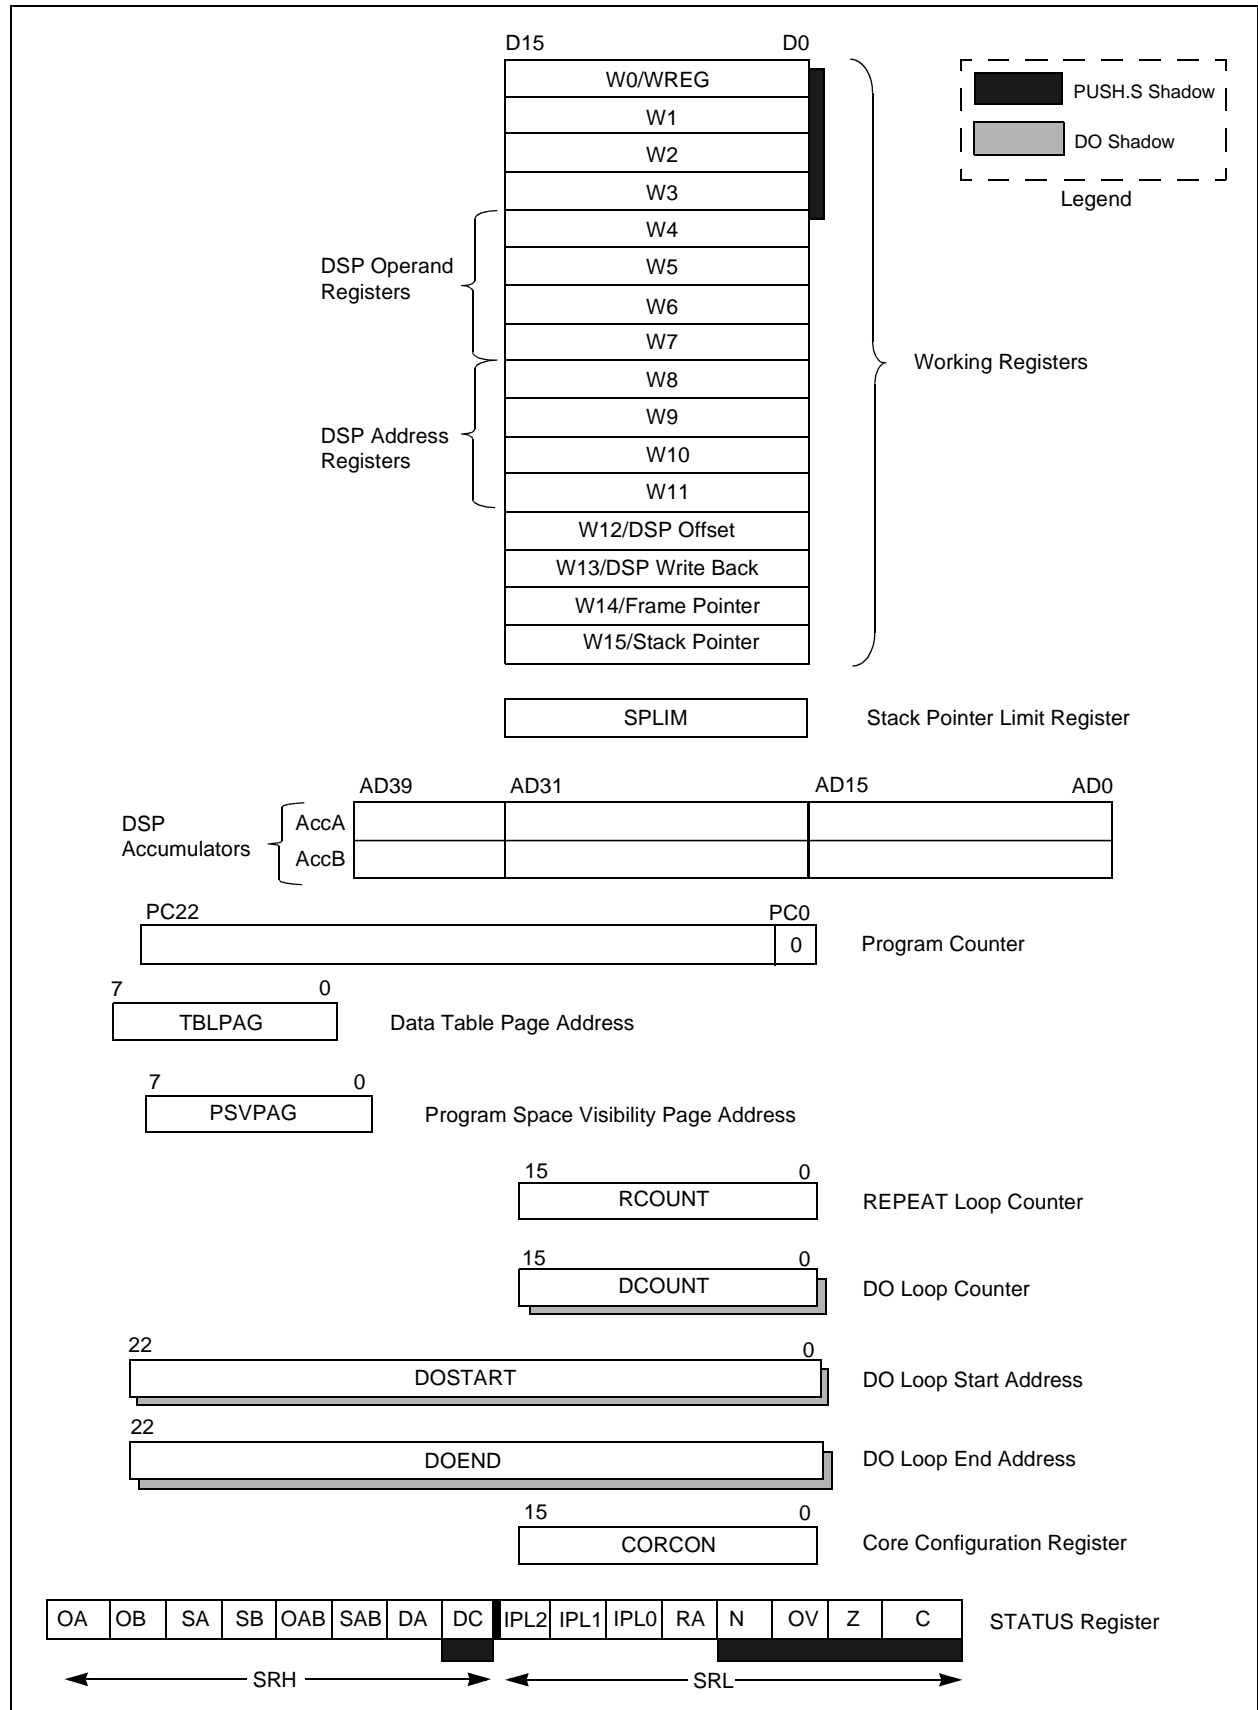 D15 D0
W0/WREG
W1
W2
W3
W4
W5
W6
W7
W8
W9
W10
W11
W12/DSP Offset
W13/DSP Write Back
W14/Frame Pointer
W15/Stack Pointer
PUSH.S Shadow
DO Shadow
Legend
DSP Operand
Registers
DSP Address
Registers
Working Registers
SPLIM Stack Pointer Limit Register
AD39 AD31 AD15 AD0
DSP
Accumulators
AccA
AccB
PC22 PC0
0 Program Counter
7 0
TBLPAG Data Table Page Address
7 0
PSVPAG Program Space Visibility Page Address
15 0
RCOUNT REPEAT Loop Counter
15 0
DCOUNT DO Loop Counter
22 0
DOSTART DO Loop Start Address
22
DOEND DO Loop End Address
15 0
CORCON Core Configuration Register
OA OB SA SB OAB SAB DA DC IPL2 IPL1 IPL0 RA N OV Z C STATUS Register
SRH SRL